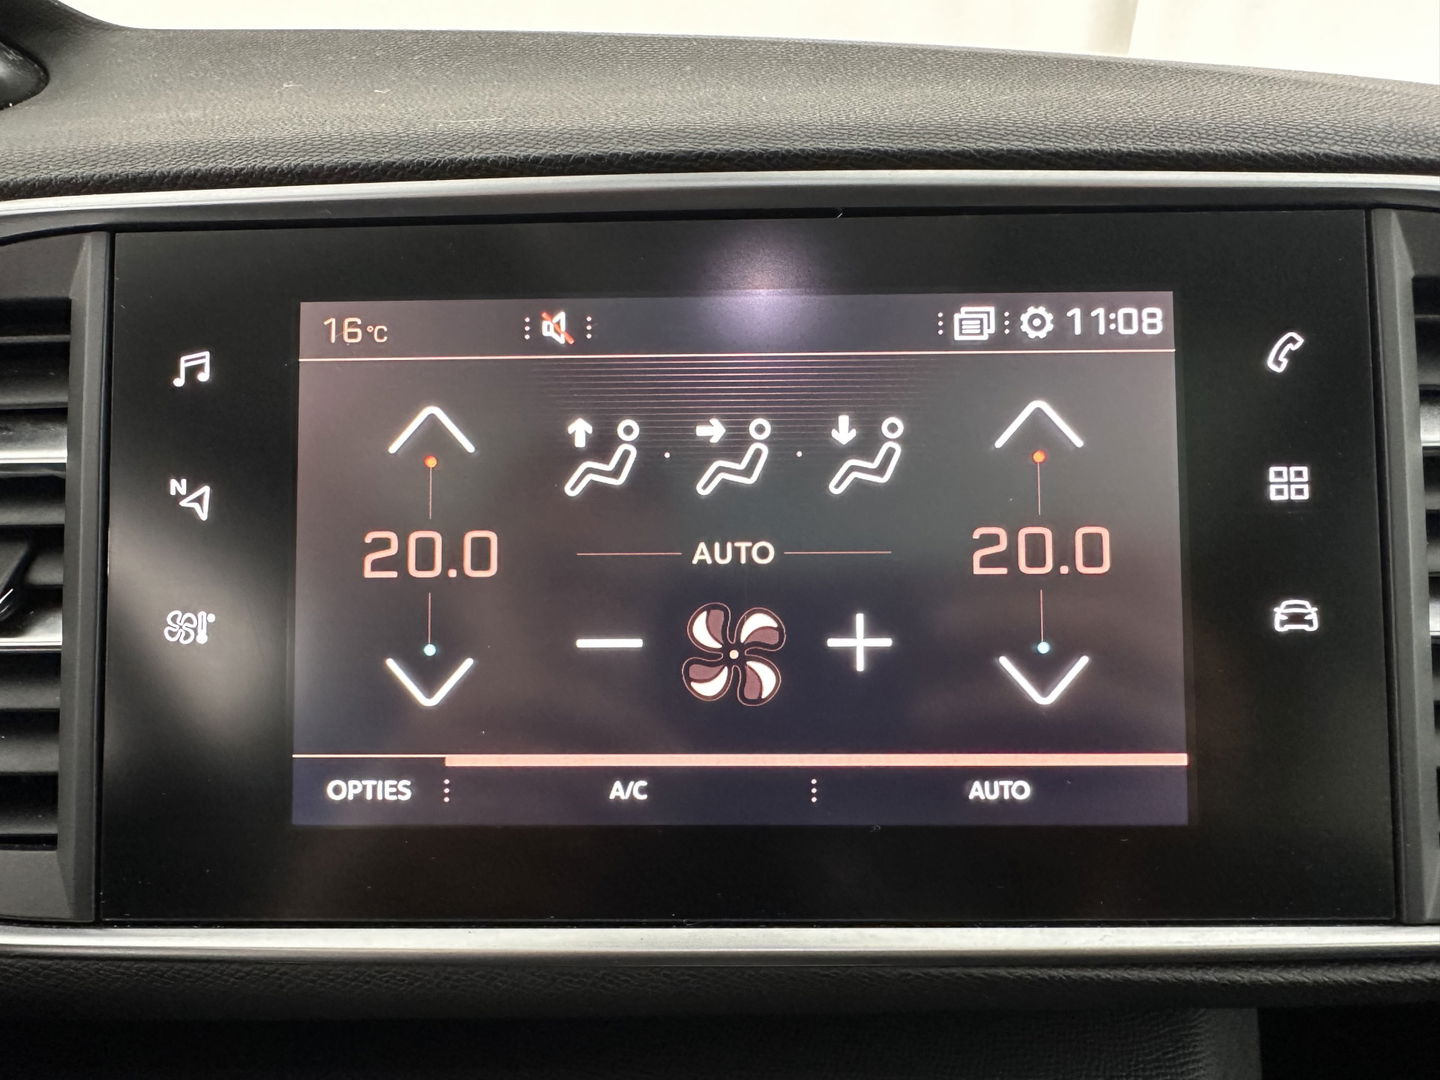 16°C
11:08
N
20.0
AUTO
20.0
OPTIES
A/C
AUTO